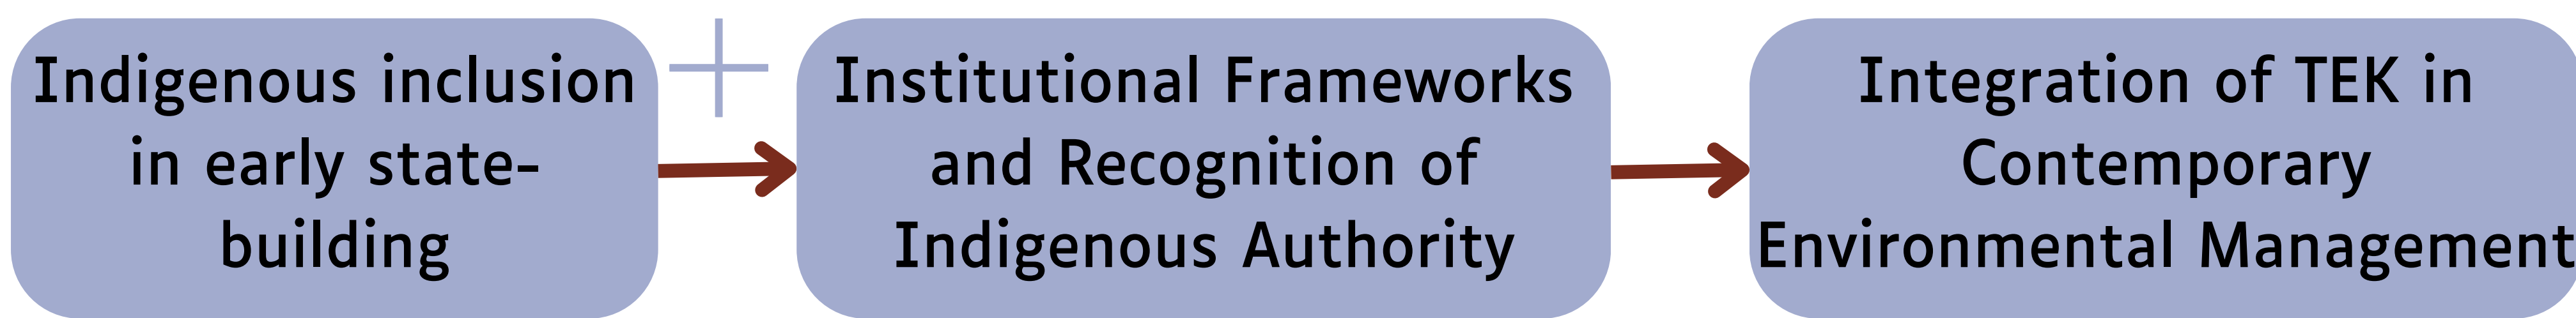 Indigenous inclusion
in early state-
building
+
Institutional Frameworks
and Recognition of
Indigenous Authority
Integration of TEK in
Contemporary
Environmental Management